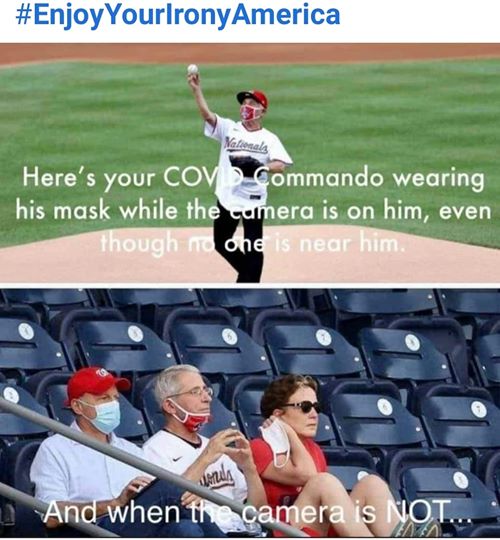 #EnjoyYourIronyAmerica
Nationals
Here's your COVID Commando wearing
his mask while the camera is on him, even
though no one is near him.
And when the camera is NOT...